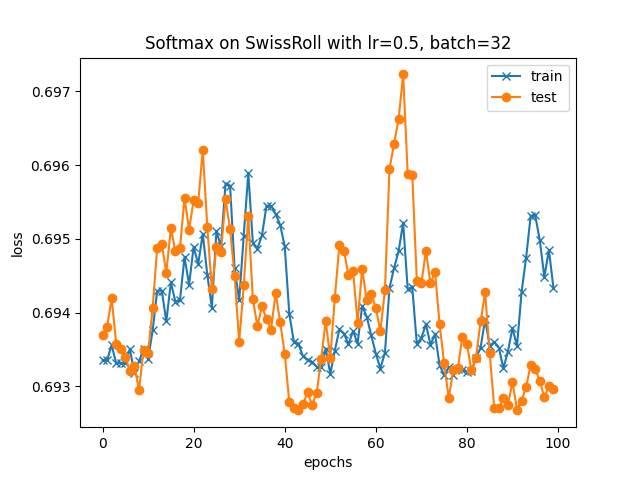 Softmax on SwissRoll with lr=0.5, batch=32
train
test
0.697
0.696
0.695
0.694
0.693
loss
0 20 40 60 80 100
epochs